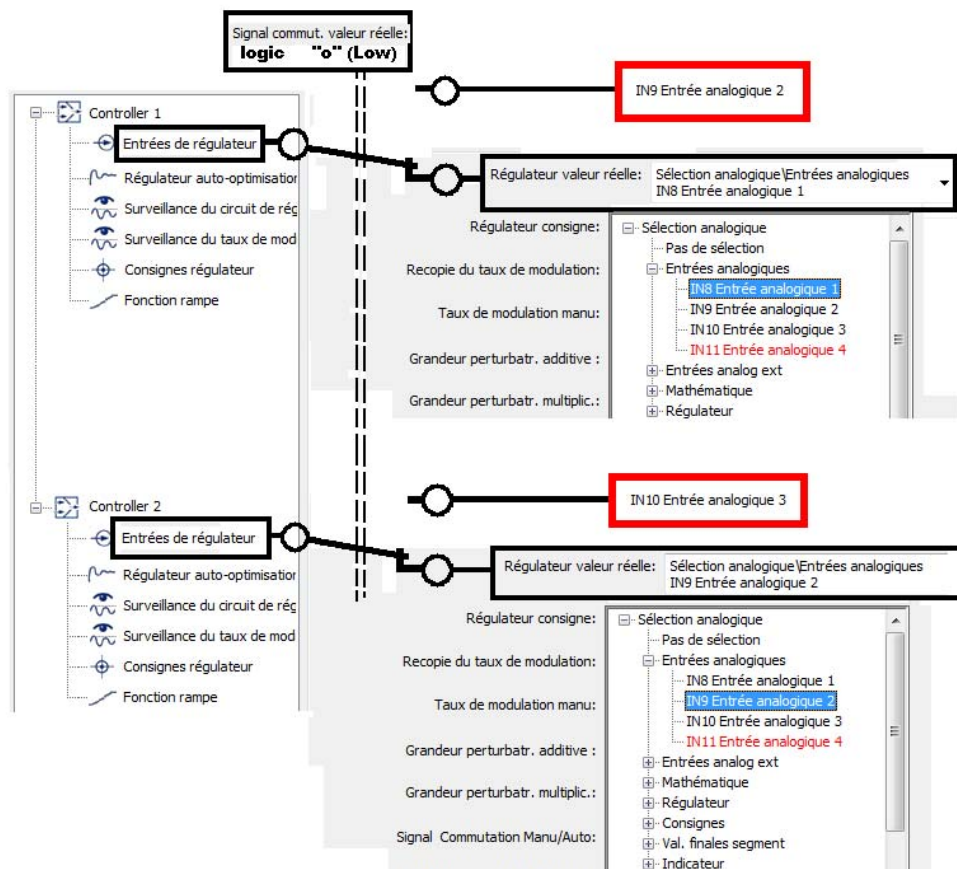 Signal commut. valeur réelle:
logic "o" (Low)
IN9 Entrée analogique 2
Controller 1
Entrées de régulateur
Régulateur auto-optimisation
Surveillance du circuit de rég
Surveillance du taux de mod
Consignes régulateur
Fonction rampe
Régulateur valeur réelle: Sélection analogique\Entrées analogiques
IN8 Entrée analogique 1
Régulateur consigne:
Recopie du taux de modulation:
Taux de modulation manu:
Grandeur perturbatr. additive :
Grandeur perturbatr. multiplic.:
Sélection analogique
Pas de sélection
Entrées analogiques
IN8 Entrée analogique 1
IN9 Entrée analogique 2
IN10 Entrée analogique 3
IN11 Entrée analogique 4
Entrées analog ext
Mathématique
Régulateur
IN10 Entrée analogique 3
Controller 2
Entrées de régulateur
Régulateur auto-optimisation
Surveillance du circuit de rég
Surveillance du taux de mod
Consignes régulateur
Fonction rampe
Régulateur valeur réelle: Sélection analogique\Entrées analogiques
IN9 Entrée analogique 2
Régulateur consigne:
Recopie du taux de modulation:
Taux de modulation manu:
Grandeur perturbatr. additive :
Grandeur perturbatr. multiplic.:
Signal Commutation Manu/Auto:
Sélection analogique
Pas de sélection
Entrées analogiques
IN8 Entrée analogique 1
IN9 Entrée analogique 2
IN10 Entrée analogique 3
IN11 Entrée analogique 4
Entrées analog ext
Mathématique
Régulateur
Consignes
Val. finales segment
Indicateur